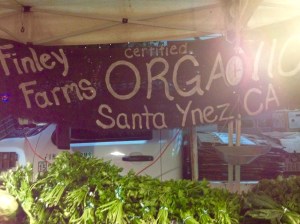 Finley
Farms
certified
ORGANIC
Santa Ynez, CA